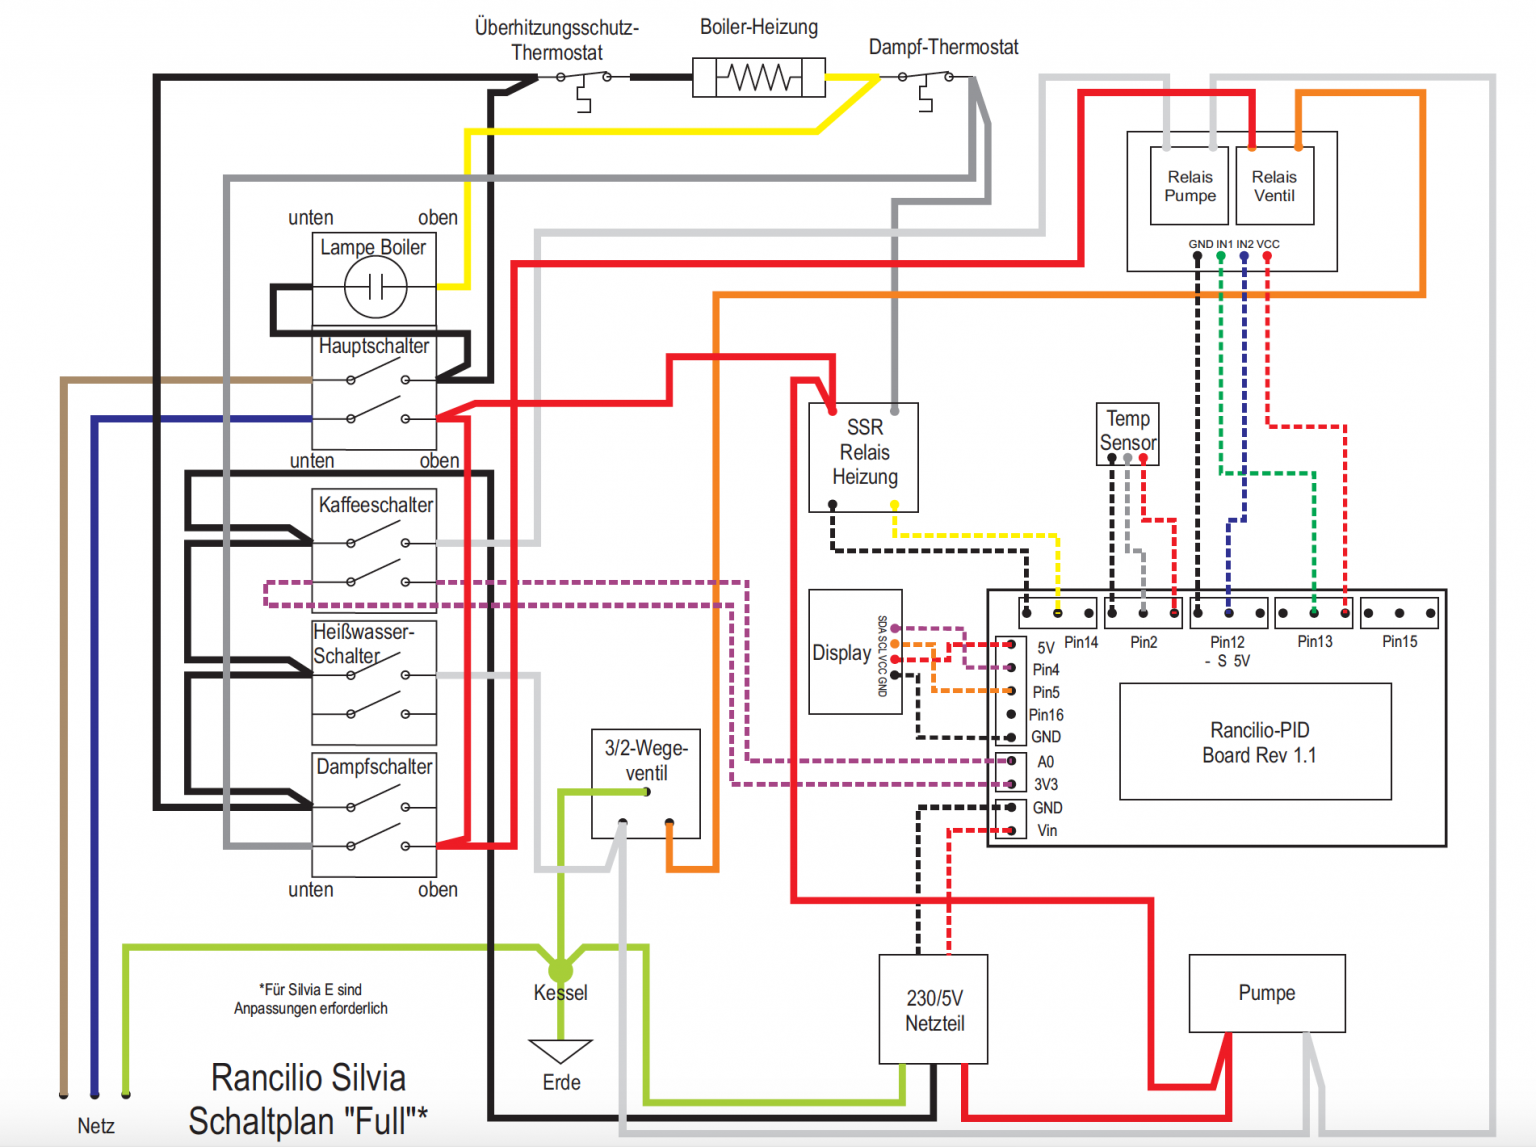 Überhitzungsschutz-
Thermostat
Boiler-Heizung
Dampf-Thermostat
Relais
Pumpe
Relais
Ventil
GND IN1 IN2 VCC
unten
oben
Lampe Boiler
Hauptschalter
unten
oben
Kaffeeschalter
Heißwasser-
Schalter
Dampfschalter
unten
oben
SSR
Relais
Heizung
Temp
Sensor
Display
SDA SCL VCC GND
Pin14
Pin2
Pin12
- S 5V
Pin13
Pin15
5V
Pin4
Pin5
Pin16
GND
A0
3V3
GND
Vin
Rancilio-PID
Board Rev 1.1
3/2-Wege-
ventil
Kessel
Erde
230/5V
Netzteil
Pumpe
*Für Silvia E sind
Anpassungen erforderlich
Rancilio Silvia
Schaltplan "Full"*
Netz